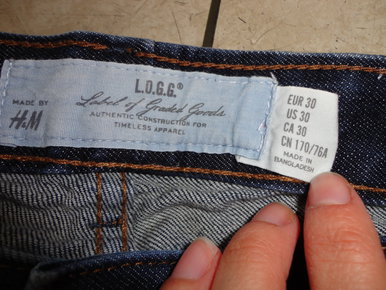 L.O.G.G.®
MADE BY
H&M
Label of Graded Goods
AUTHENTIC CONSTRUCTION FOR
TIMELESS APPAREL
EUR 30
US 30
CA 30
CN 170/76A
MADE IN
BANGLADESH